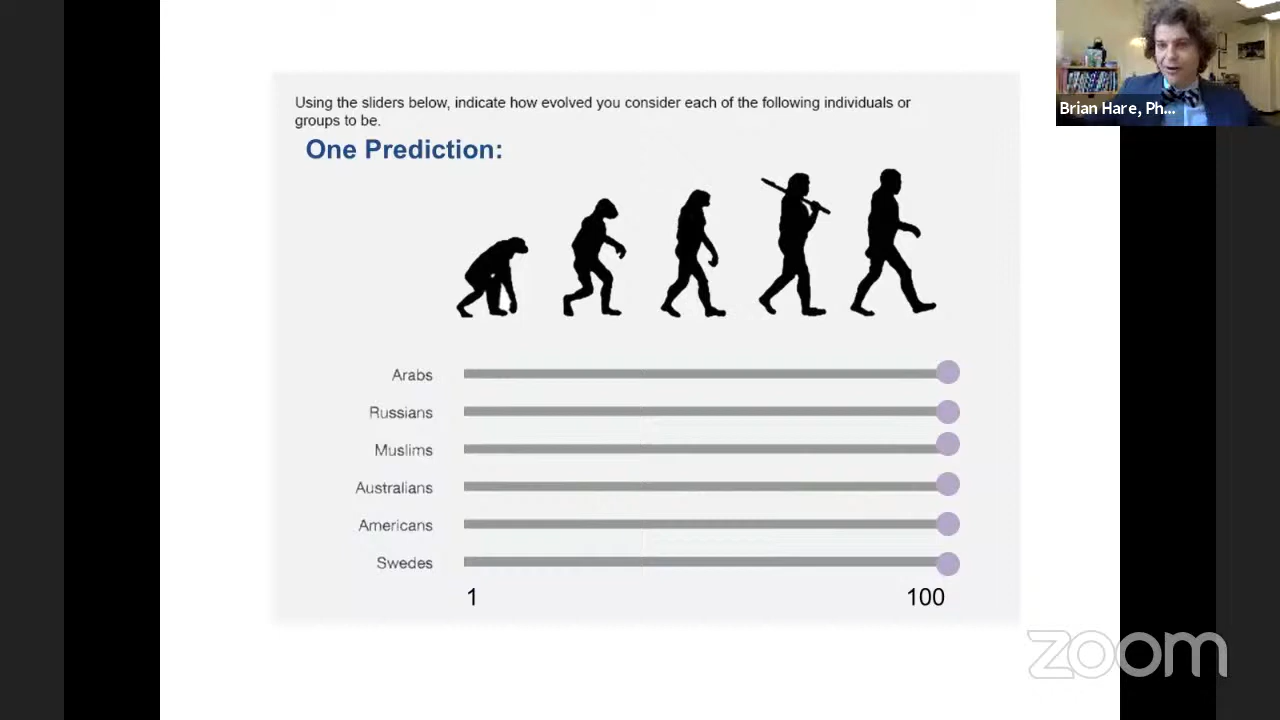 Using the sliders below, indicate how evolved you consider each of the following individuals or
groups to be.
One Prediction:
Brian Hare, Ph...
Arabs
Russians
Muslims
Australians
Americans
Swedes
1 100
zoom